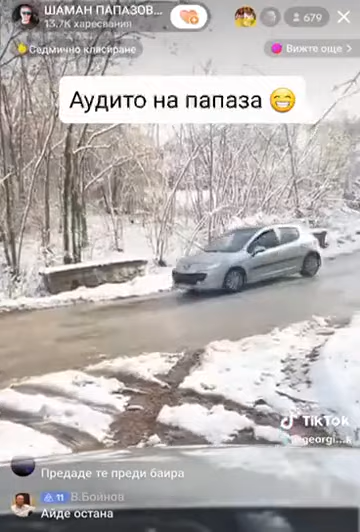 ШАМАН ПАПАЗОВ...
13.7K харесвания
679
Седмично класиране
Вижте още >
Аудито на папаза 😁
TikTok
@georgi...k
Предаде те преди баира
11 В.Бойнов
Айде остана